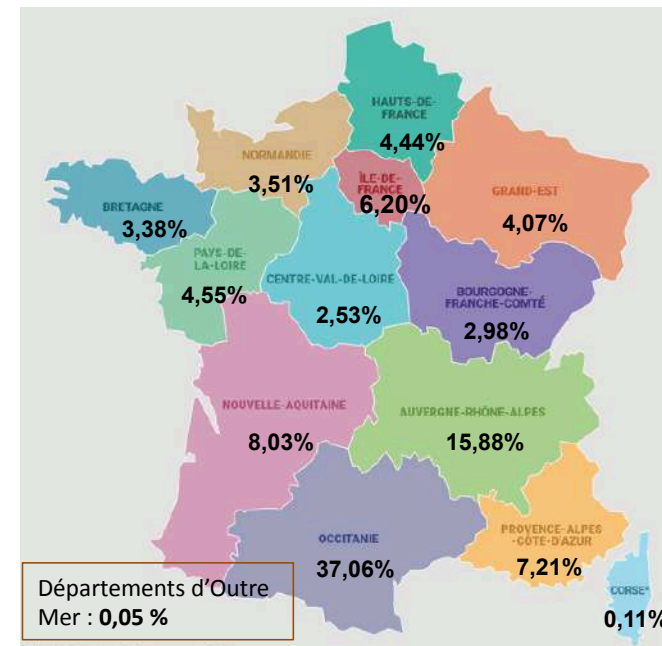 HAUTS-DE-
FRANCE
4,44%
NORMANDIE
3,51%
ÎLE-DE-
FRANCE
6,20%
GRAND-EST
4,07%
BRETAGNE
3,38%
PAYS-DE-
LA-LOIRE
4,55%
CENTRE-VAL-DE-LOIRE
2,53%
BOURGOGNE-
FRANCHE-COMTÉ
2,98%
NOUVELLE-AQUITAINE
8,03%
AUVERGNE-RHÔNE-ALPES
15,88%
OCCITANIE
37,06%
PROVENCE-ALPES
-CÔTE-D'AZUR
7,21%
CORSE*
0,11%
Départements d’Outre
Mer : 0,05 %